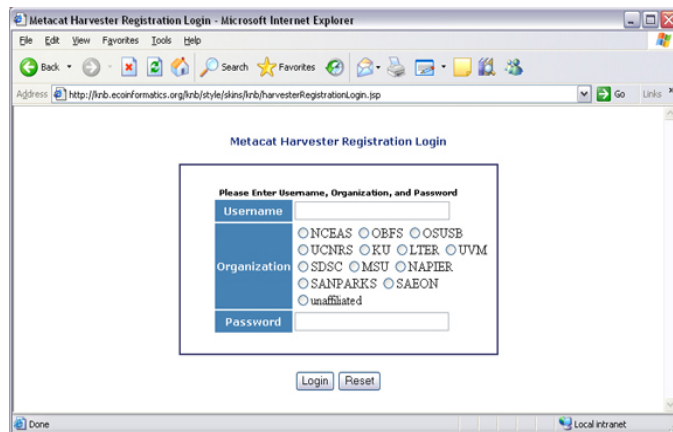 Metacat Harvester Registration Login - Microsoft Internet Explorer
File Edit View Favorites Tools Help
Back Search Favorites
Address http://knb.ecoinformatics.org/knb/style/skins/knb/harvesterRegistrationLogin.jsp Go Links »
Metacat Harvester Registration Login
Please Enter Username, Organization, and Password
Username
Organization
NCEAS OBFS OSUSB
UCNRS KU LTER UVM
SDSC MSU NAPIER
SANPARKS SAEON
unaffiliated
Password
Login Reset
Done Local intranet